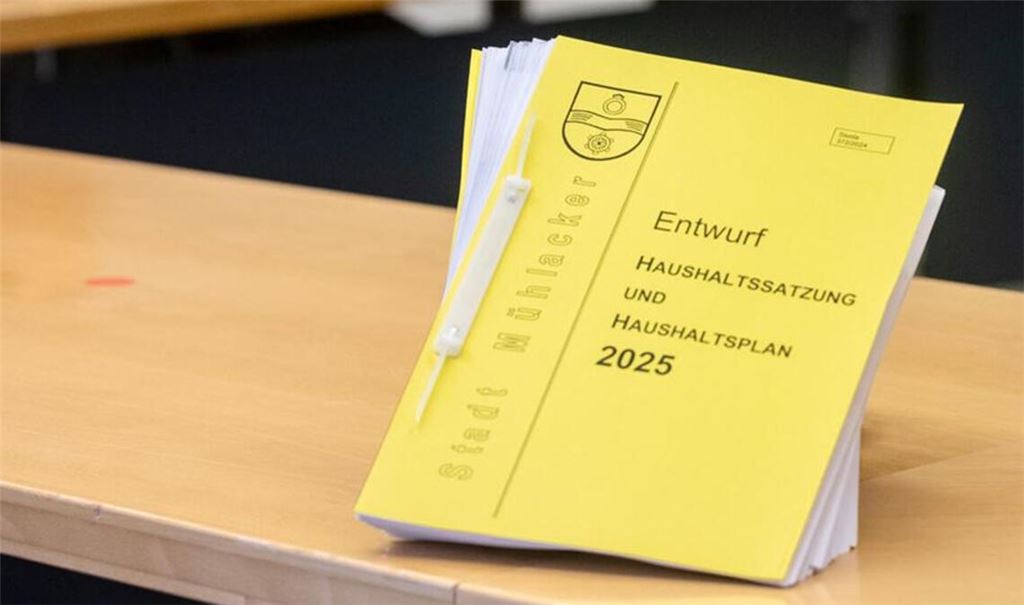 Stadt Mühlacker
Entwurf
HAUSHALTSSATZUNG
UND
HAUSHALTSPLAN
2025